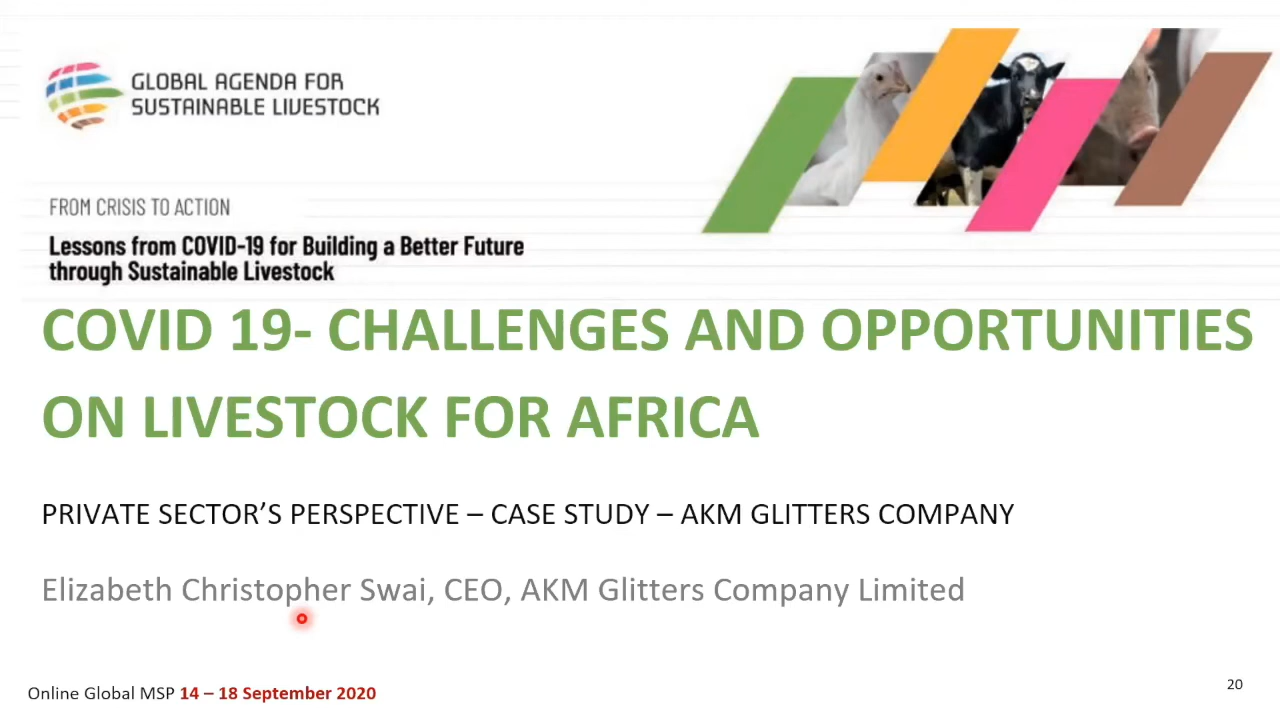 GLOBAL AGENDA FOR
SUSTAINABLE LIVESTOCK
FROM CRISIS TO ACTION
Lessons from COVID-19 for Building a Better Future
through Sustainable Livestock
COVID 19- CHALLENGES AND OPPORTUNITIES
ON LIVESTOCK FOR AFRICA
PRIVATE SECTOR’S PERSPECTIVE – CASE STUDY – AKM GLITTERS COMPANY
Elizabeth Christopher Swai, CEO, AKM Glitters Company Limited
Online Global MSP 14 – 18 September 2020
20